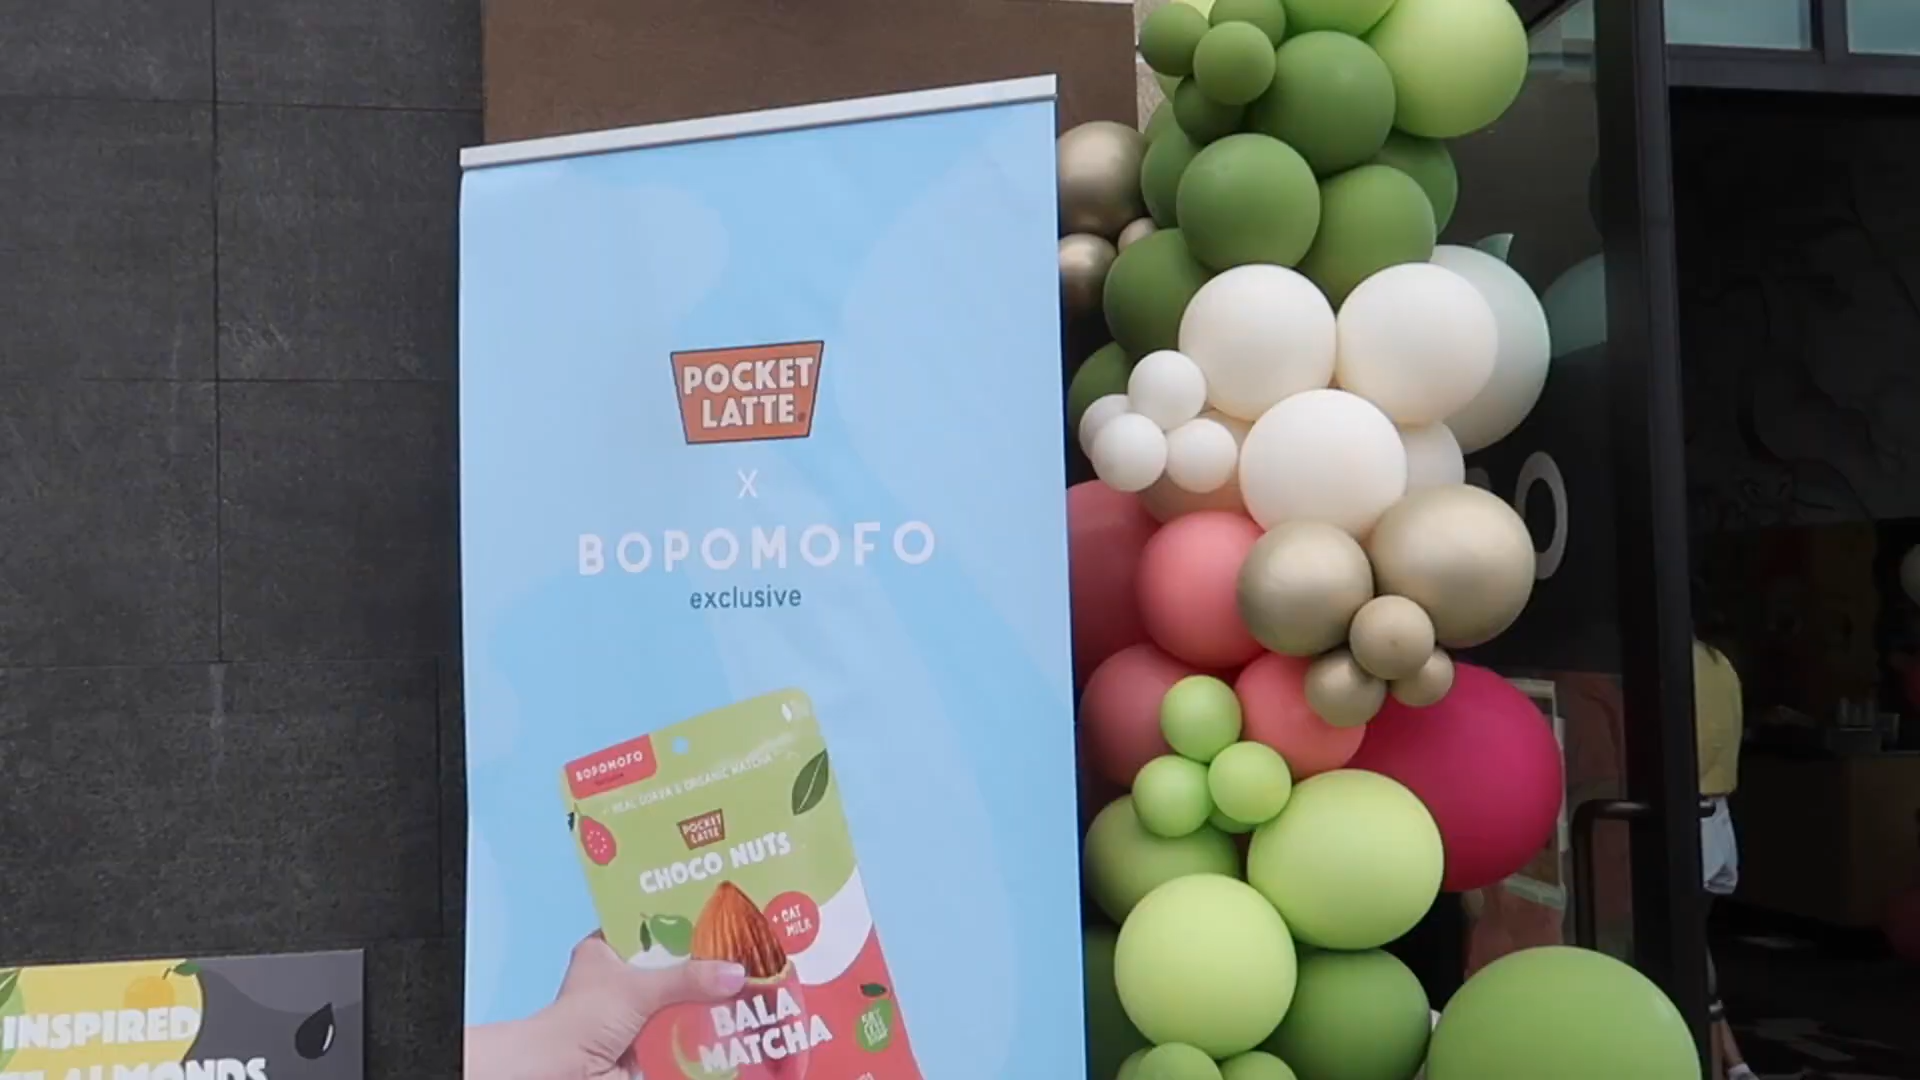 POCKET
LATTE
X
BOPOMOFO
exclusive
BOPOMOFO
REAL GUAVA & ORGANIC MATCHA
POCKET
LATTE
CHOCO NUTS
+ OAT
MILK
BALA
MATCHA
INSPIRED
ALMONDS